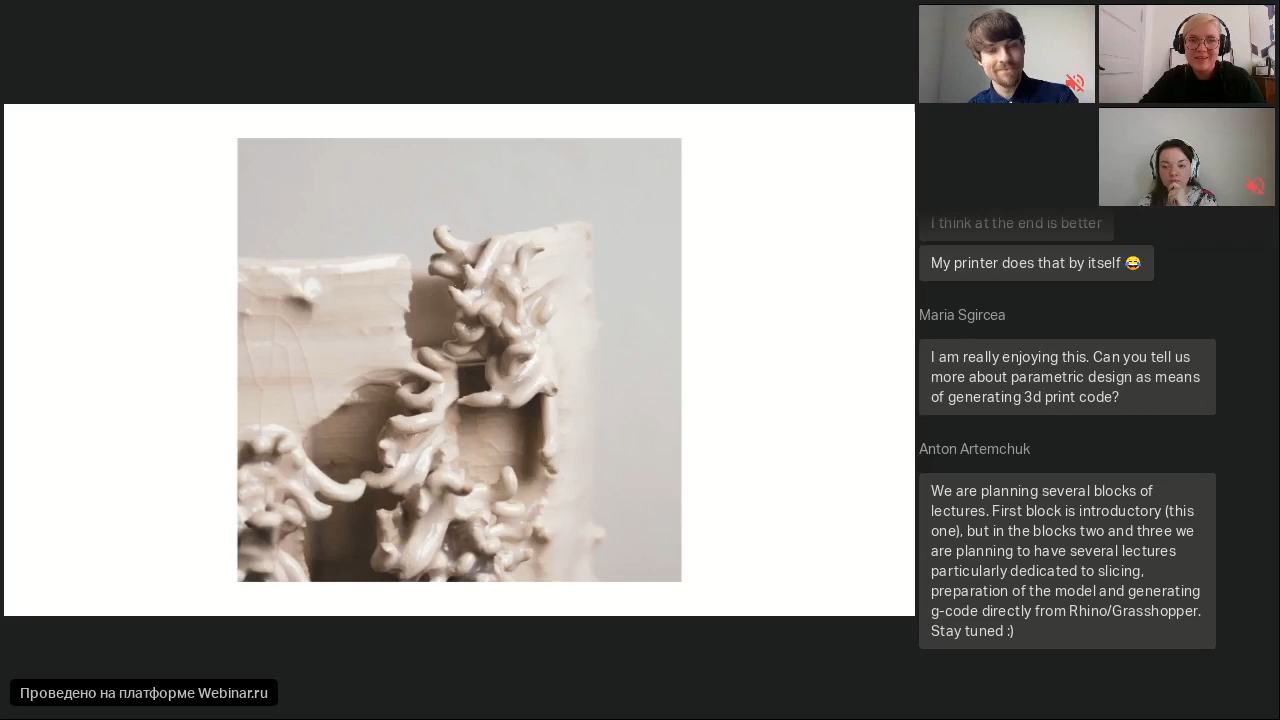 I think at the end is better
My printer does that by itself 😂
Maria Sgircea
I am really enjoying this. Can you tell us
more about parametric design as means
of generating 3d print code?
Anton Artemchuk
We are planning several blocks of
lectures. First block is introductory (this
one), but in the blocks two and three we
are planning to have several lectures
particularly dedicated to slicing,
preparation of the model and generating
g-code directly from Rhino/Grasshopper.
Stay tuned :)
Проведено на платформе Webinar.ru